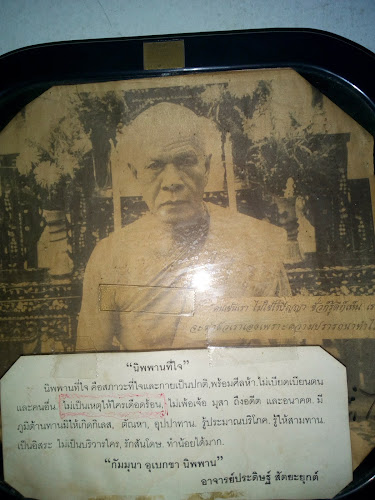 “นิพพานที่ใจ”
นิพพานที่ใจ คือสภาวะที่ใจและกายเป็นปกติ,พร้อมศีลห้า ไม่เบียดเบียนตน
และคนอื่น. ไม่เป็นเหตุให้ใครเดือดร้อน, ไม่เพ้อเจ้อ มุสา ถึงอดีต และอนาคต. มี
ภูมิต้านทานมิให้เกิดกิเลส, ตัณหา, อุปปาทาน. รู้ประมาณบริโภค. รู้ให้สามทาน.
เป็นอิสระ ไม่เป็นบริวารใคร, รักสันโดษ. ทำน้อยได้มาก.
“กัมมุนา อุเบกขา นิพพาน”
อาจารย์ประดิษฐ์ สัตยะยุกต์